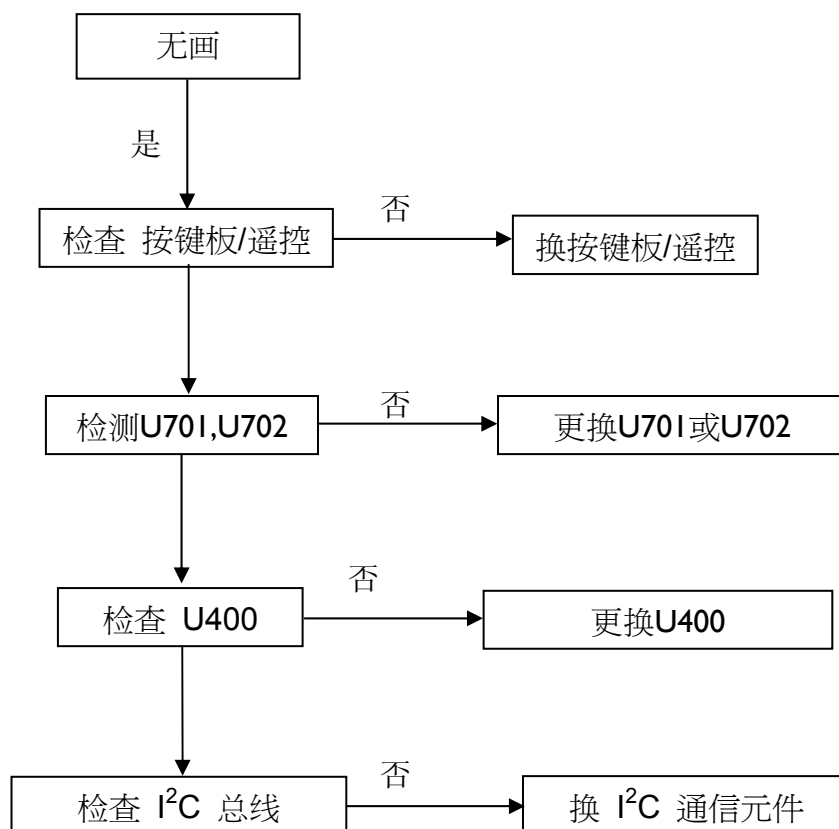 无画
是
检查 按键板/遥控
否
换按键板/遥控
检测U701,U702
否
更换U701或U702
检查 U400
否
更换U400
检查 I²C 总线
否
换 I²C 通信元件